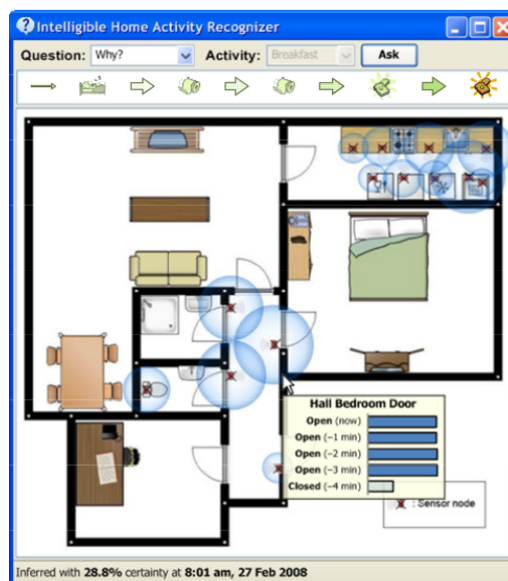 Intelligible Home Activity Recognizer
Question: Why? Activity: Breakfast Ask
Hall Bedroom Door
Open (now)
Open (−1 min)
Open (−2 min)
Open (−3 min)
Closed (−4 min)
: Sensor node
Inferred with 28.8% certainty at 8:01 am, 27 Feb 2008